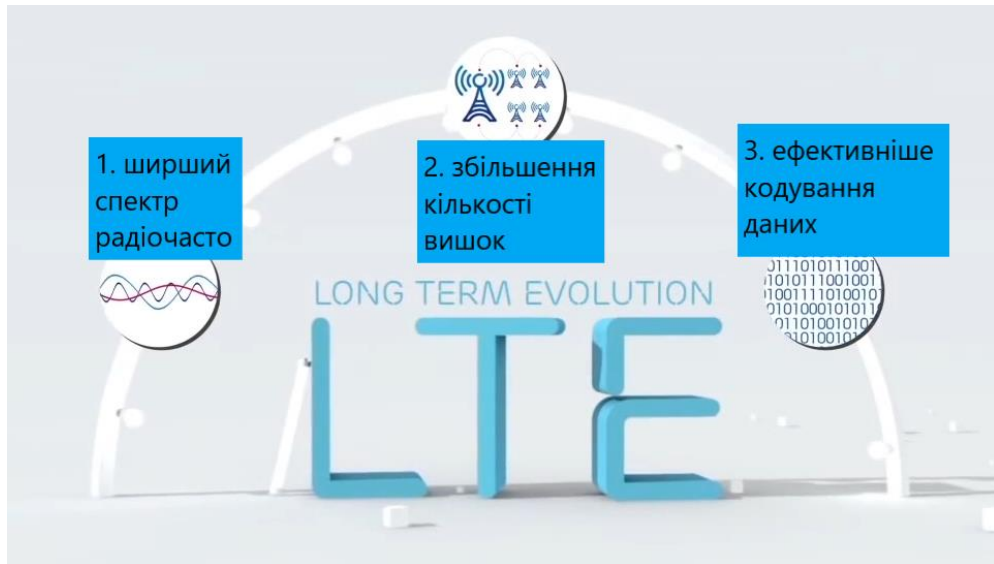 1. ширший
спектр
радіочасто
2. збільшення
кількості
вишок
3. ефективніше
кодування
даних
LONG TERM EVOLUTION
LTE